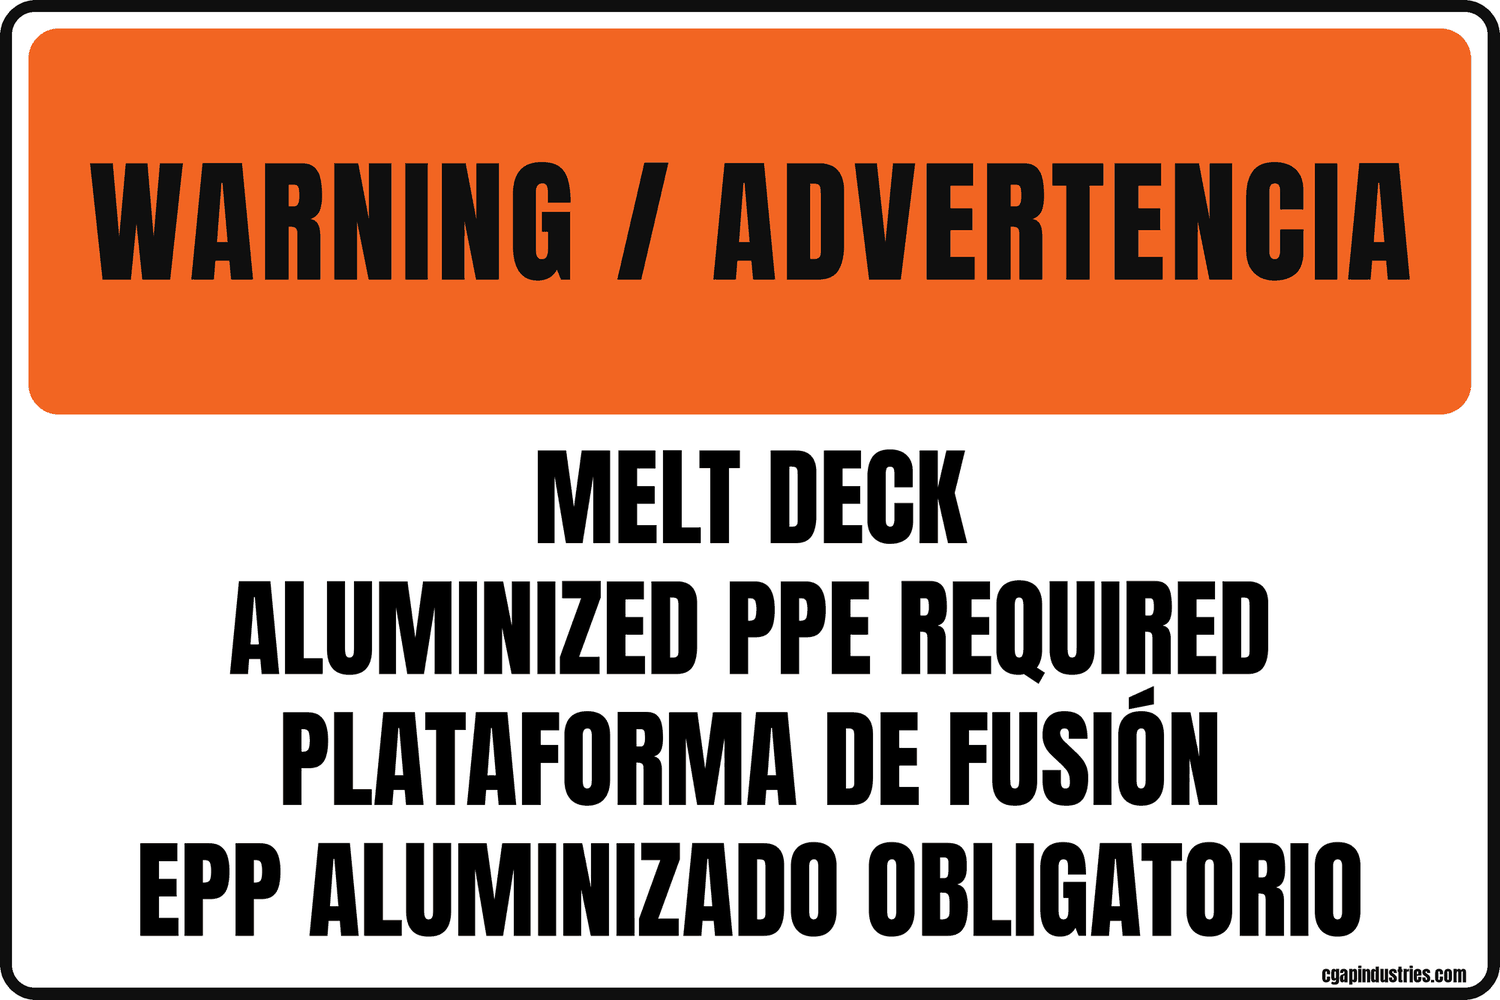 WARNING / ADVERTENCIA
MELT DECK
ALUMINIZED PPE REQUIRED
PLATAFORMA DE FUSIÓN
EPP ALUMINIZADO OBLIGATORIO
cgapindustries.com